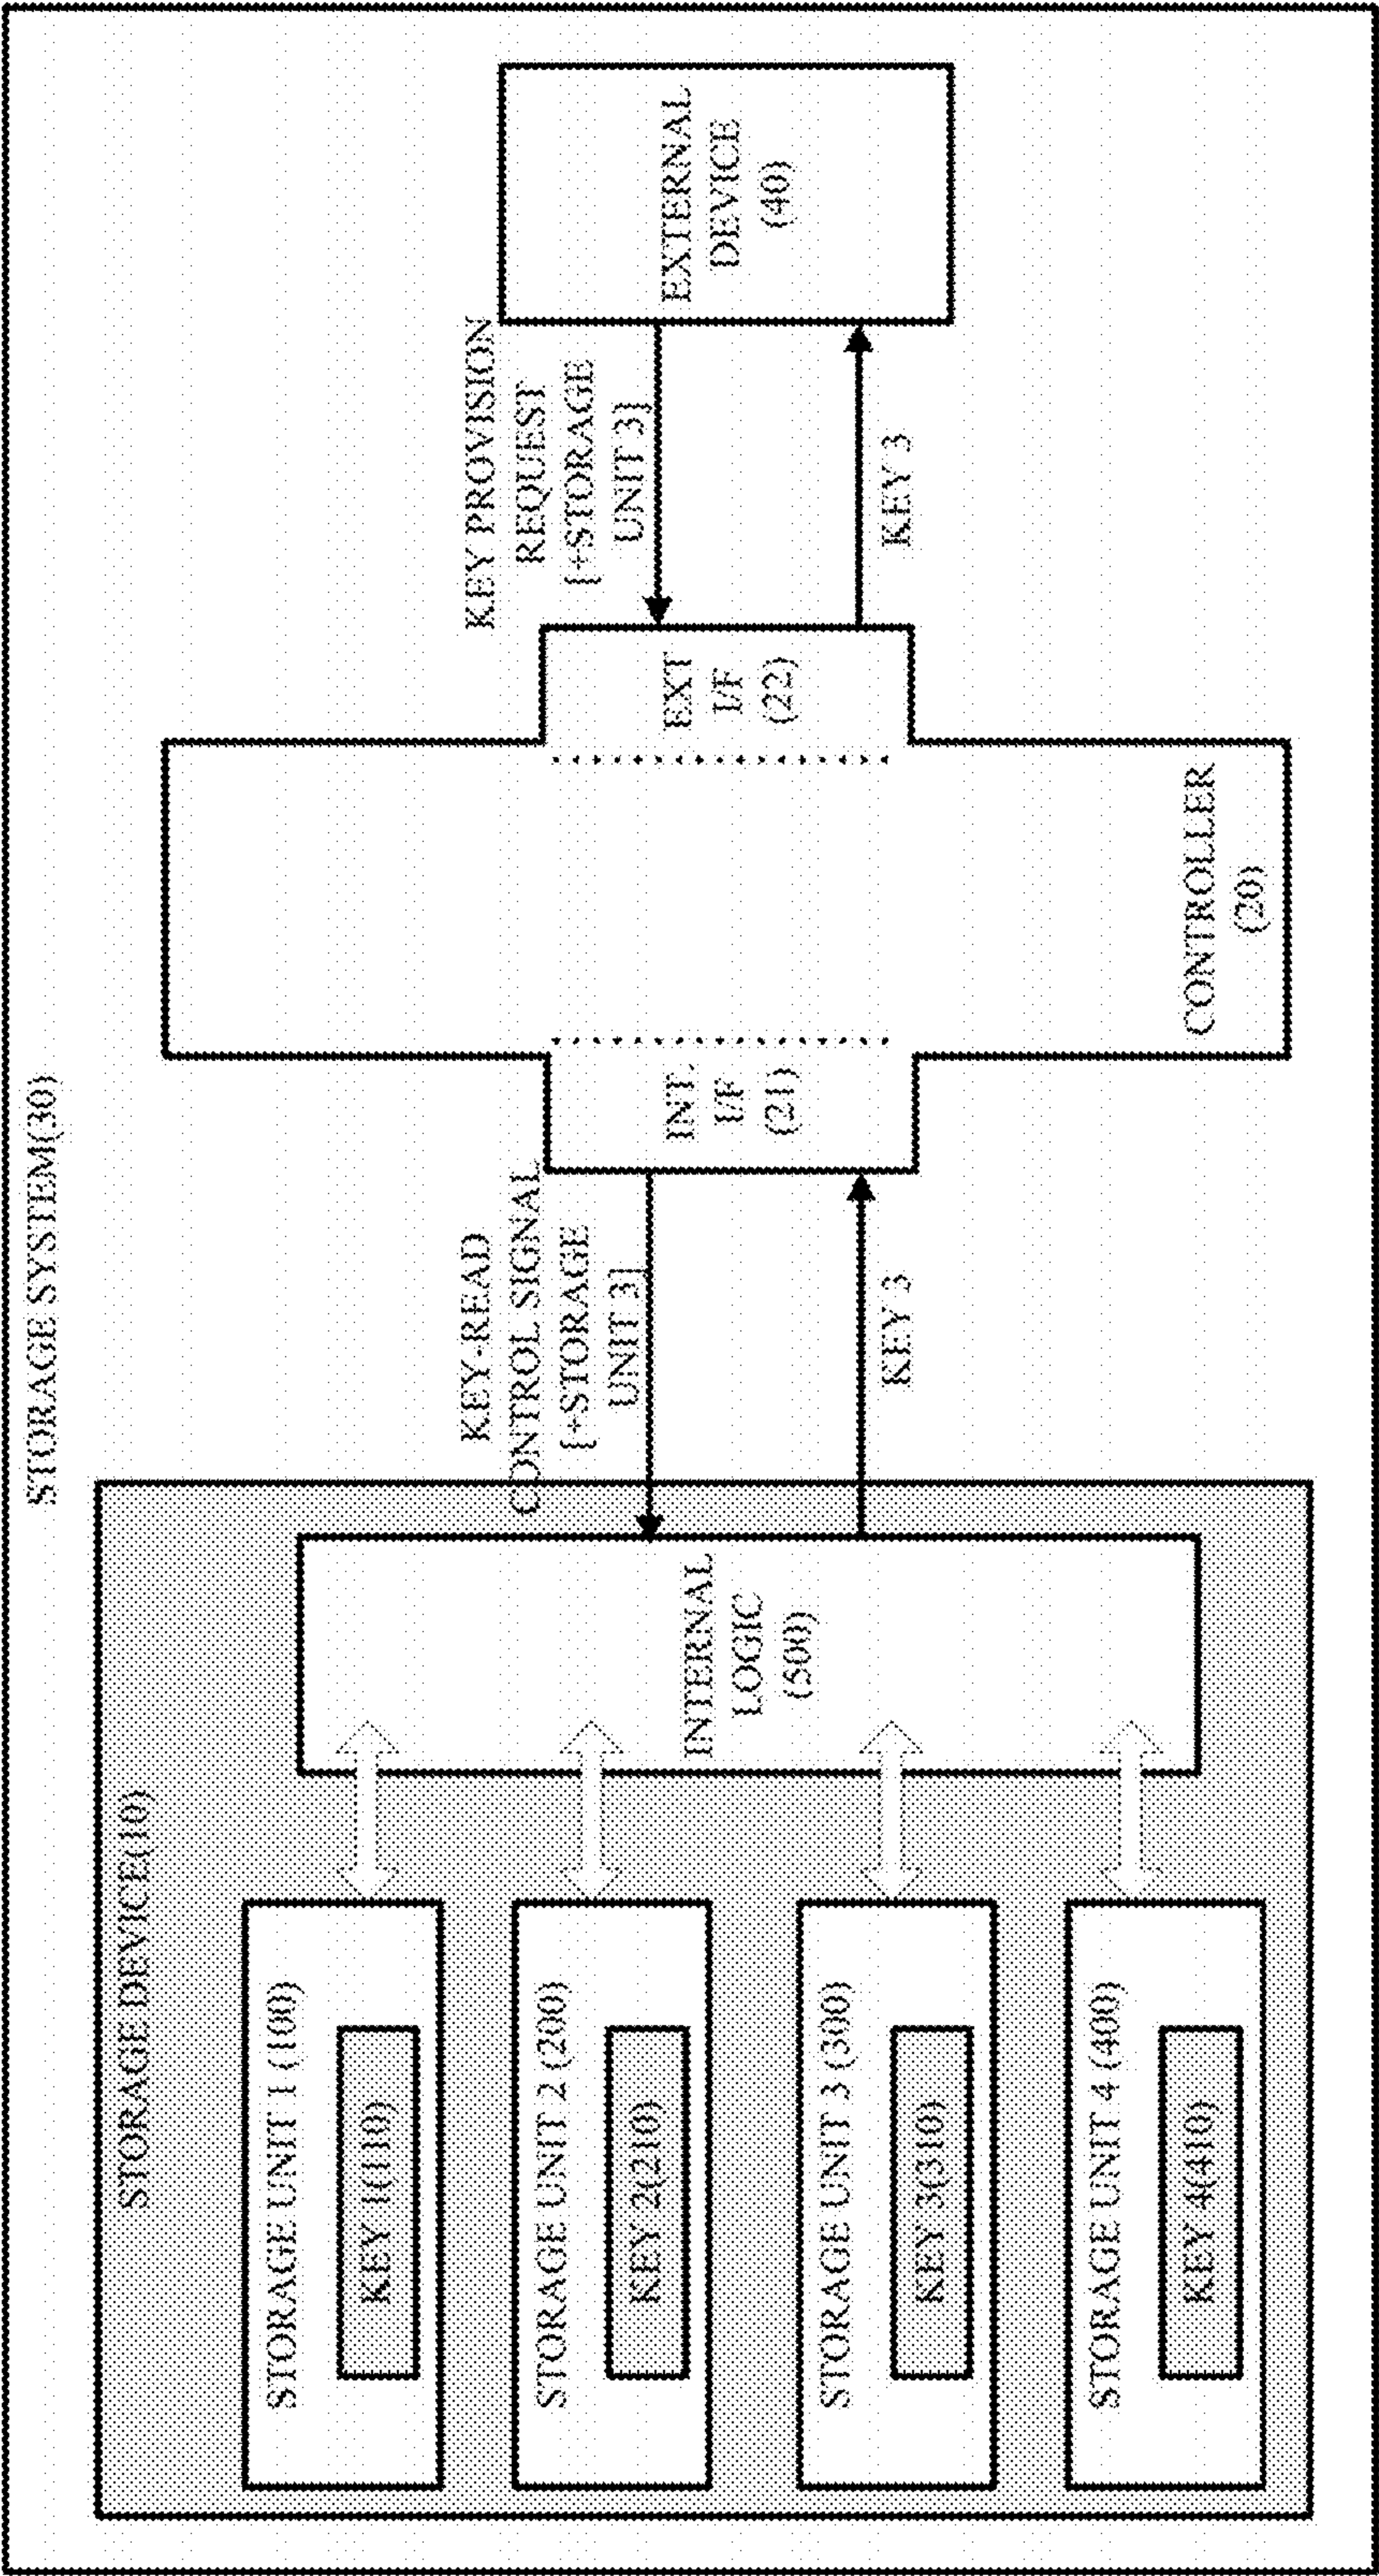 STORAGE SYSTEM(30)
STORAGE DEVICE(10)
STORAGE UNIT 1 (100)
KEY 1(110)
STORAGE UNIT 2 (200)
KEY 2(210)
STORAGE UNIT 3 (300)
KEY 3(310)
STORAGE UNIT 4 (400)
KEY 4(410)
INTERNAL
LOGIC
(500)
KEY-READ
CONTROL SIGNAL
[+STORAGE
UNIT 3]
KEY 3
INT.
I/F
(21)
CONTROLLER
(20)
EXT
I/F
(22)
KEY PROVISION
REQUEST
[+STORAGE
UNIT 3]
KEY 3
EXTERNAL
DEVICE
(40)